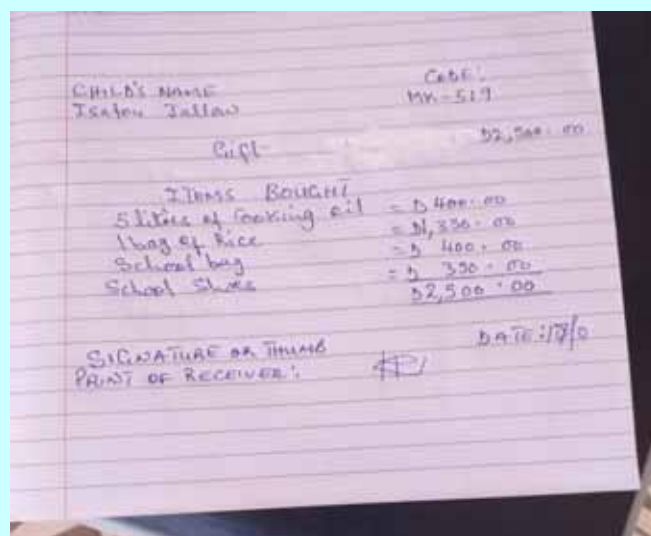 CHILD'S NAME
CODE:
Isatou Jallow
MK-519
Gift
D2,500.00
ITEMS BOUGHT
5 litres of Cooking oil = D 400.00
1 bag of Rice = D1,350.00
School bag = D 400.00
School Shoes = D 350.00
D2,500.00
SIGNATURE OR THUMB
PRINT OF RECEIVER:
DATE: